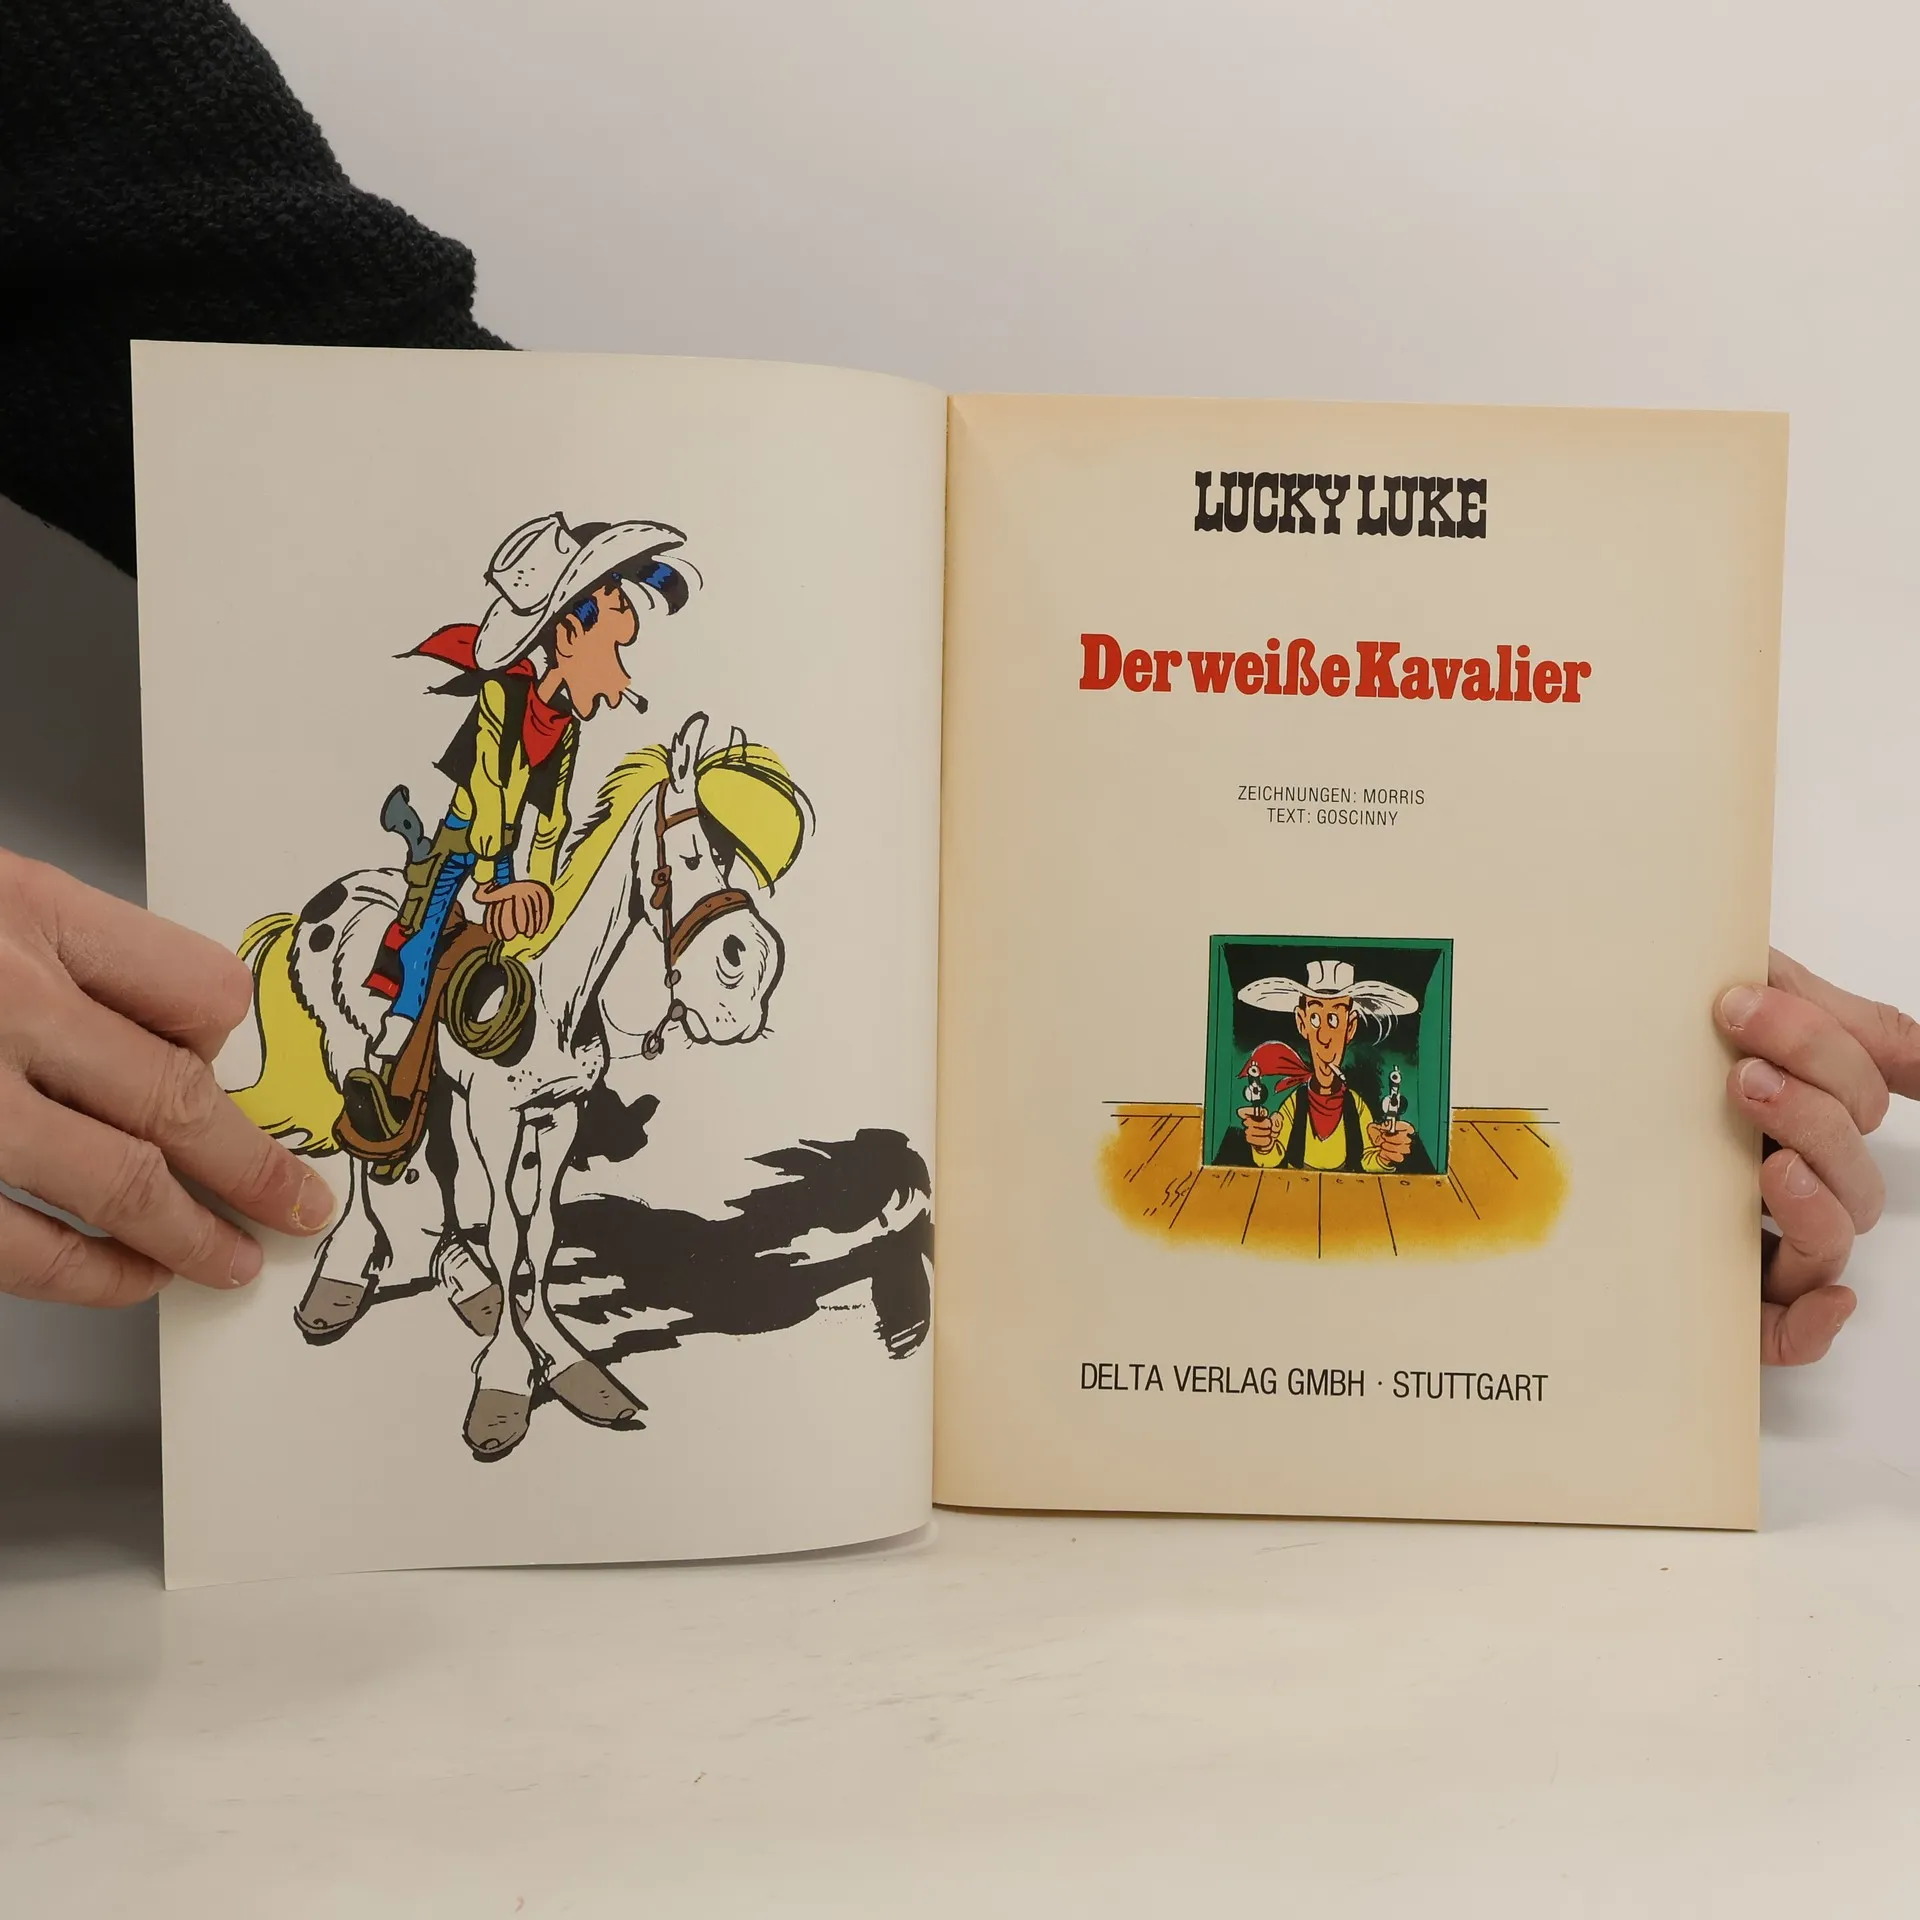 LUCKY LUKE
Der weiße Kavalier
ZEICHNUNGEN: MORRIS
TEXT: GOSCINNY
DELTA VERLAG GMBH · STUTTGART